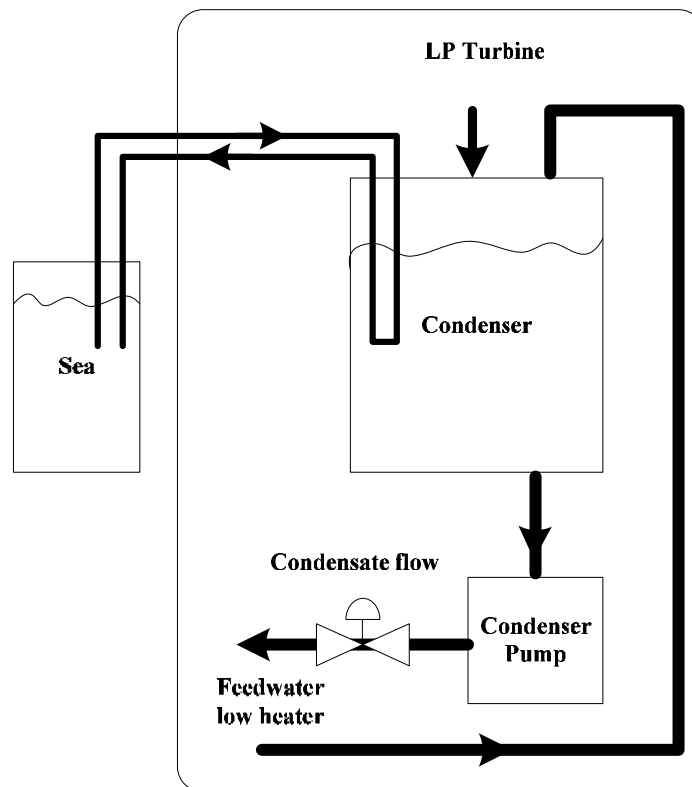 LP Turbine
Condenser
Sea
Condensate flow
Condenser
Pump
Feedwater
low heater